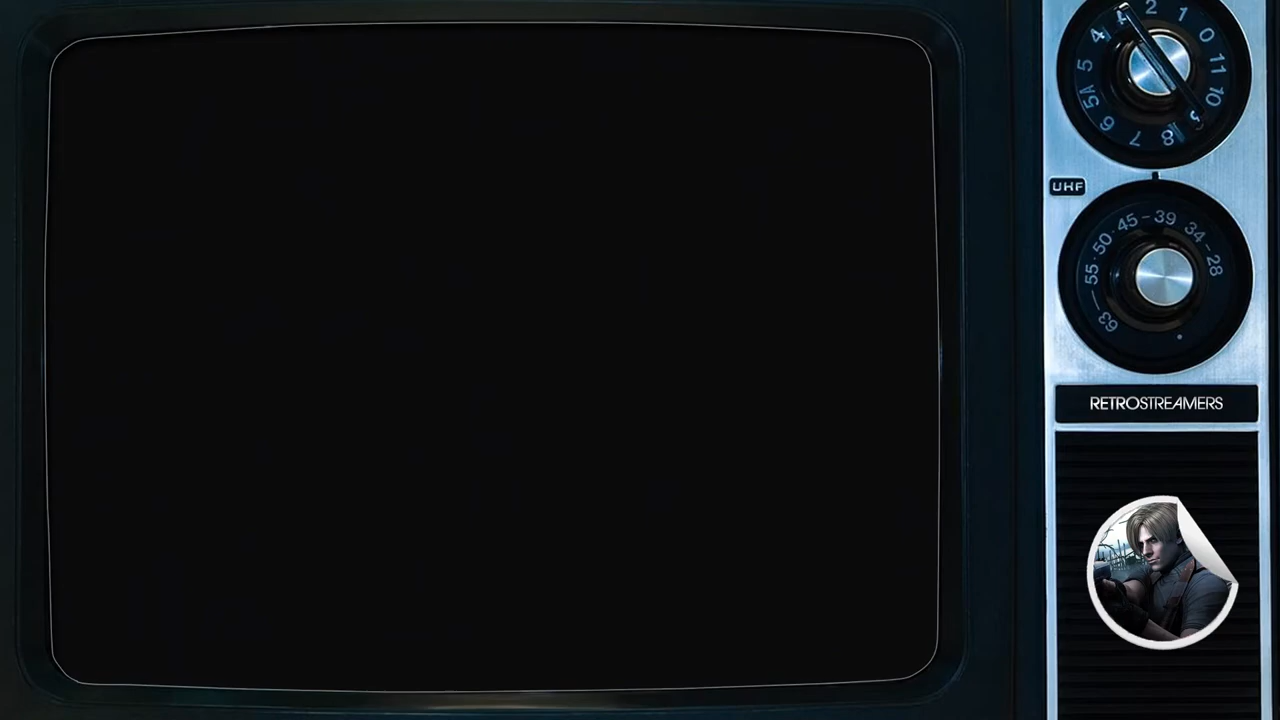 2 1 0 11 10 9 8 7 6 5A 5 4
UHF
63 — 55 · 50 · 45 – 39 34 – 28
RETROSTREAMERS